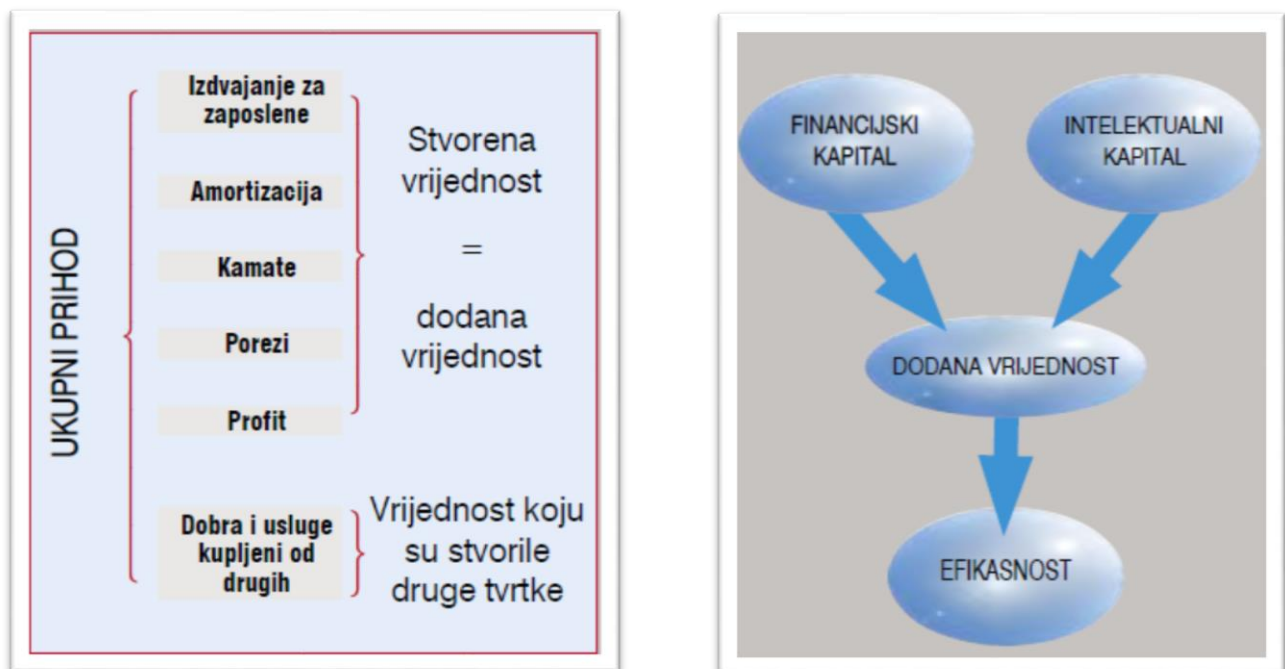 UKUPNI PRIHOD
Izdvajanje za
zaposlene
Amortizacija
Kamate
Porezi
Profit
Stvorena
vrijednost
=
dodana
vrijednost
Dobra i usluge
kupljeni od
drugih
Vrijednost koju
su stvorile
druge tvrtke
FINANCIJSKI
KAPITAL
INTELEKTUALNI
KAPITAL
DODANA VRIJEDNOST
EFIKASNOST